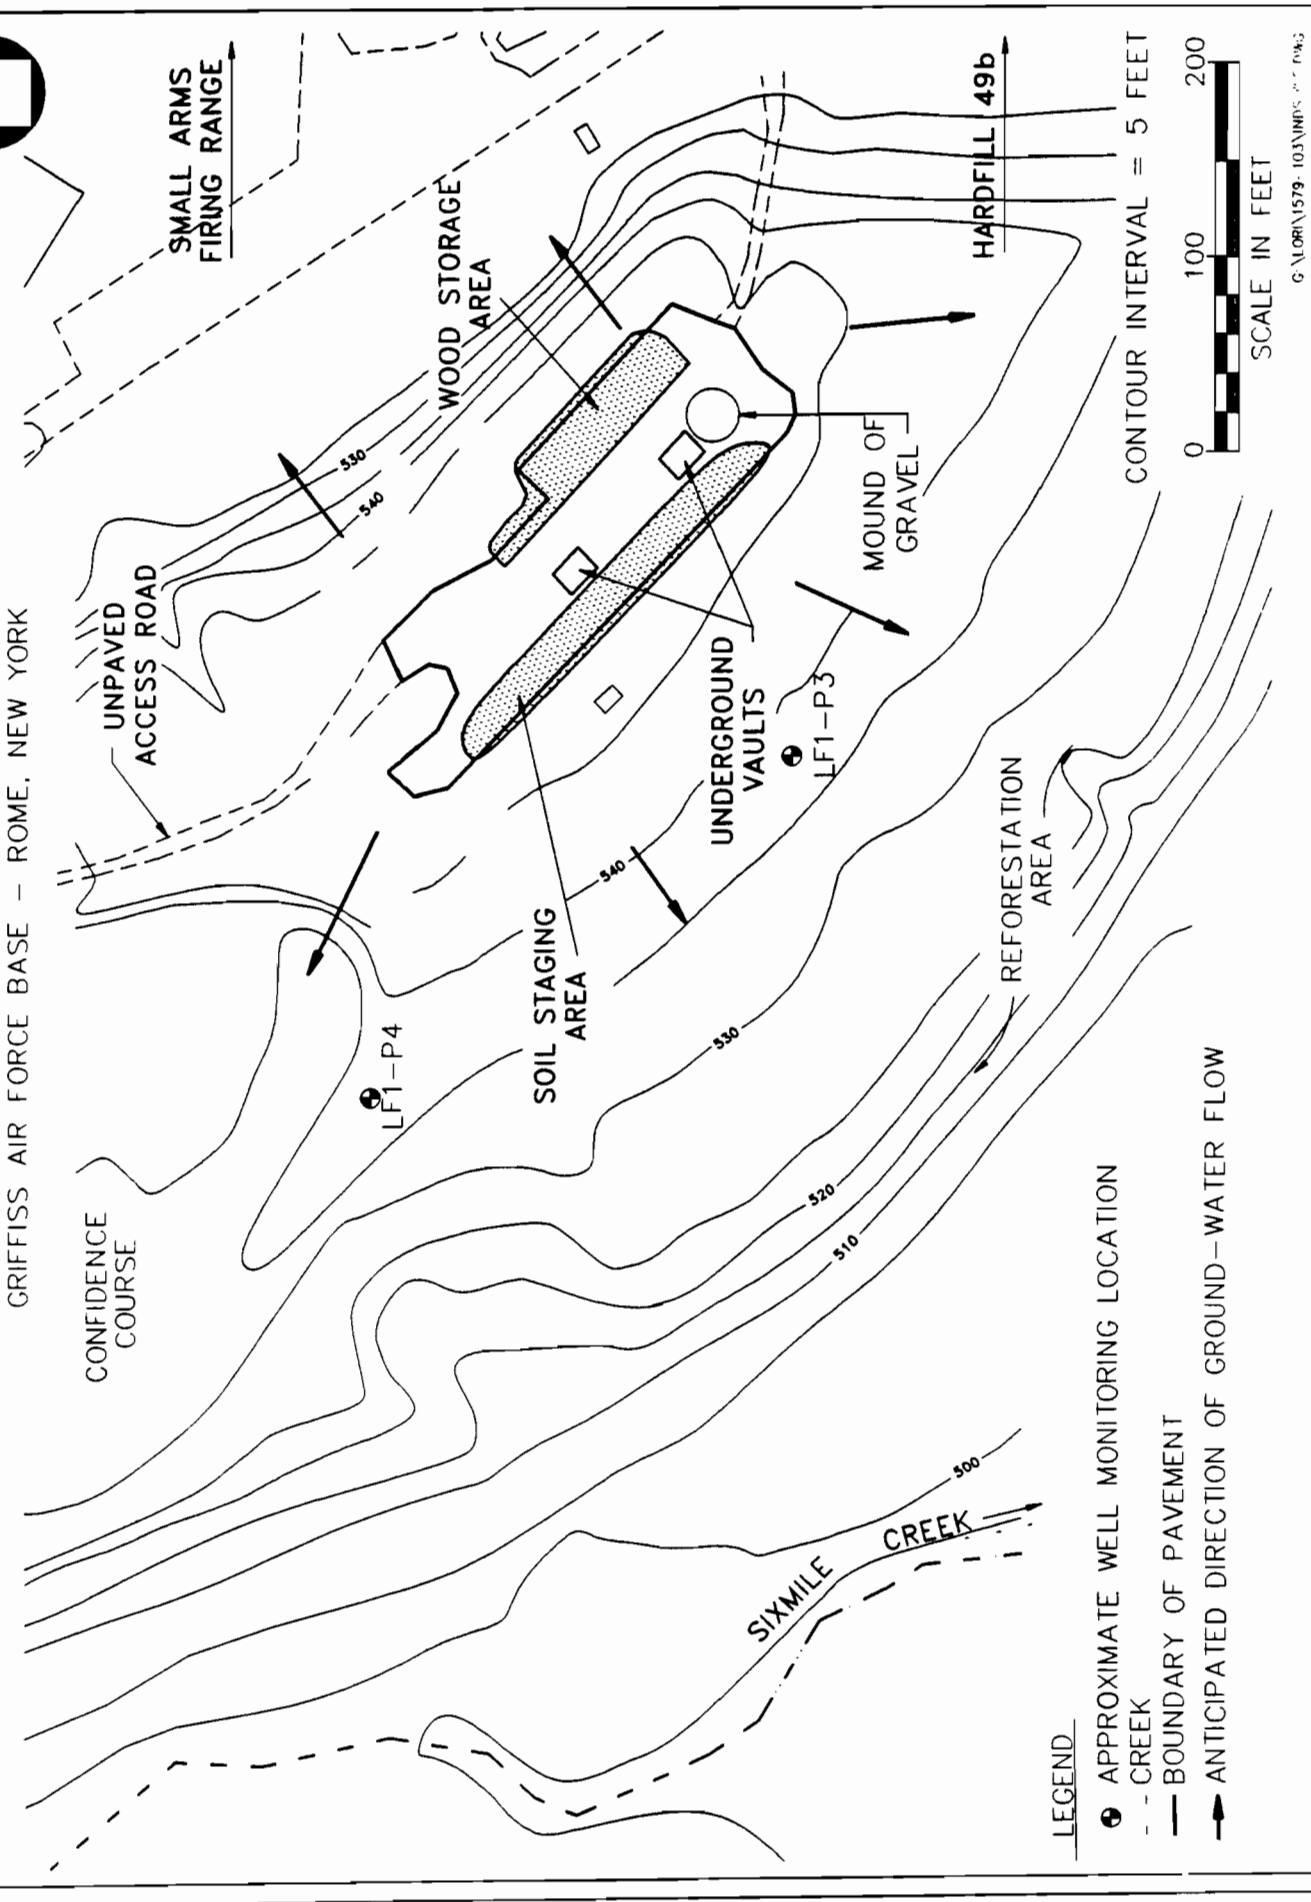 GRIFFISS AIR FORCE BASE - ROME, NEW YORK
CONFIDENCE
COURSE
UNPAVED
ACCESS ROAD
SMALL ARMS
FIRING RANGE
LF1-P4
540
530
WOOD STORAGE
AREA
SOIL STAGING
AREA
540
UNDERGROUND
VAULTS
LF1-P3
530
MOUND OF
GRAVEL
HARDFILL 49b
520
510
REFORESTATION
AREA
SIXMILE
CREEK
500
LEGEND
APPROXIMATE WELL MONITORING LOCATION
- - CREEK
BOUNDARY OF PAVEMENT
ANTICIPATED DIRECTION OF GROUND-WATER FLOW
CONTOUR INTERVAL = 5 FEET
0 100 200
SCALE IN FEET